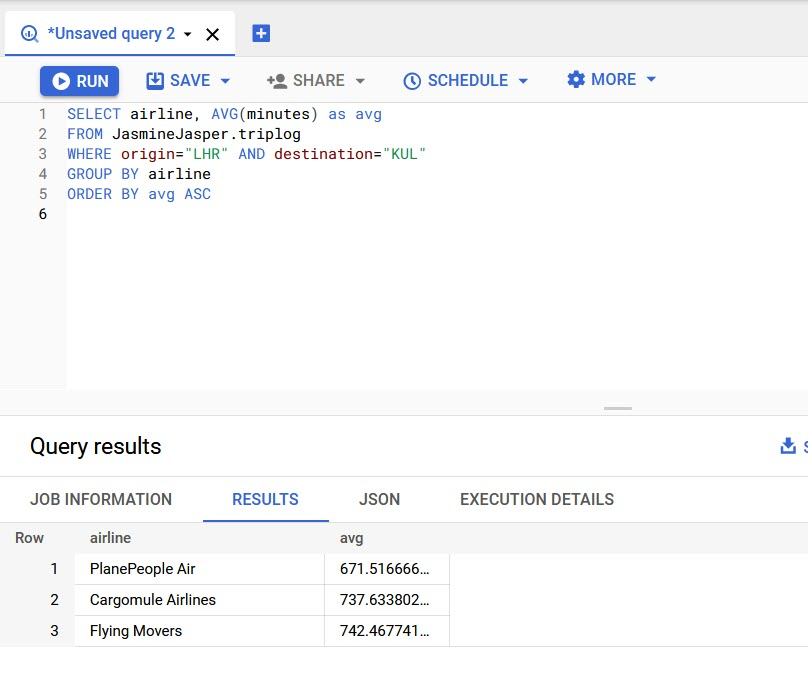 *Unsaved query 2
RUN SAVE SHARE SCHEDULE MORE
1 SELECT airline, AVG(minutes) as avg
2 FROM JasmineJasper.triplog
3 WHERE origin="LHR" AND destination="KUL"
4 GROUP BY airline
5 ORDER BY avg ASC
6
Query results
JOB INFORMATION RESULTS JSON EXECUTION DETAILS
Row airline avg
1 PlanePeople Air 671.516666...
2 Cargomule Airlines 737.633802...
3 Flying Movers 742.467741...